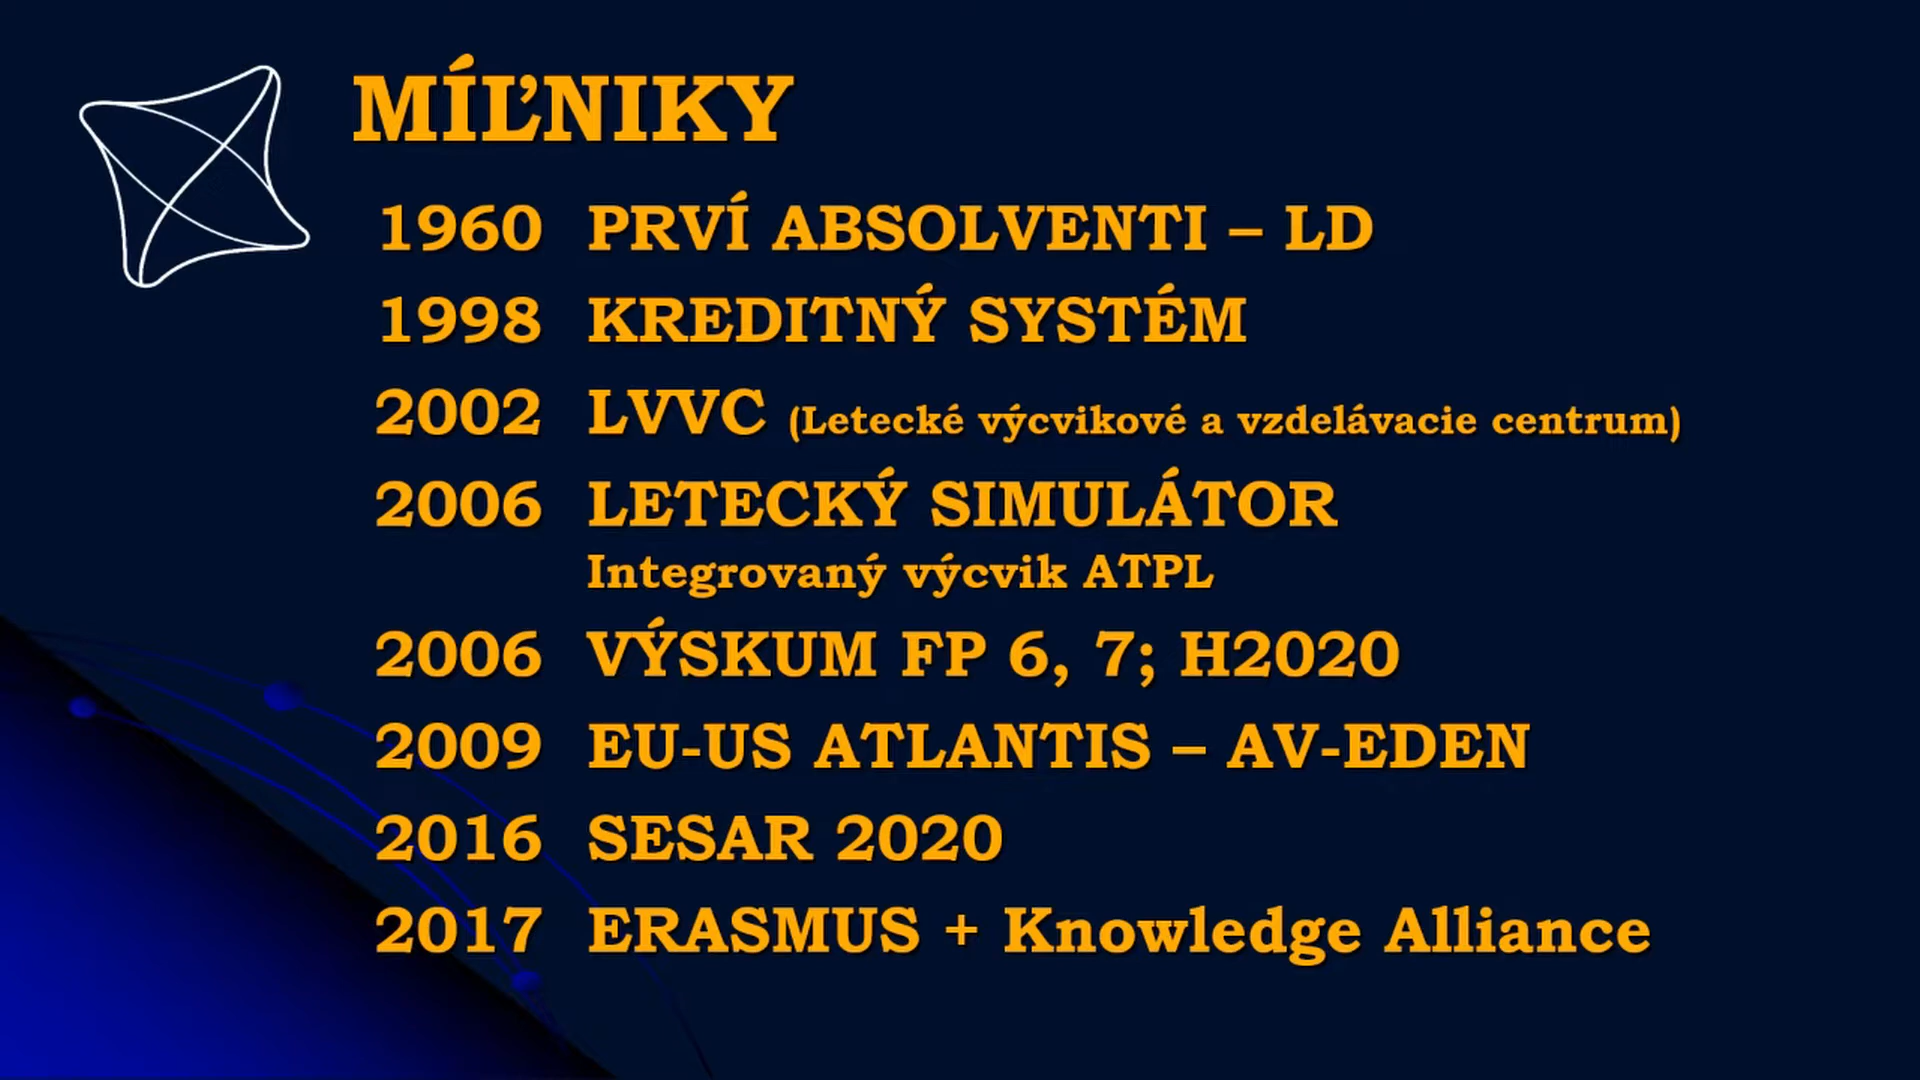 MÍĽNIKY
1960 PRVÍ ABSOLVENTI – LD
1998 KREDITNÝ SYSTÉM
2002 LVVC (Letecké výcvikové a vzdelávacie centrum)
2006 LETECKÝ SIMULÁTOR
Integrovaný výcvik ATPL
2006 VÝSKUM FP 6, 7; H2020
2009 EU-US ATLANTIS – AV-EDEN
2016 SESAR 2020
2017 ERASMUS + Knowledge Alliance